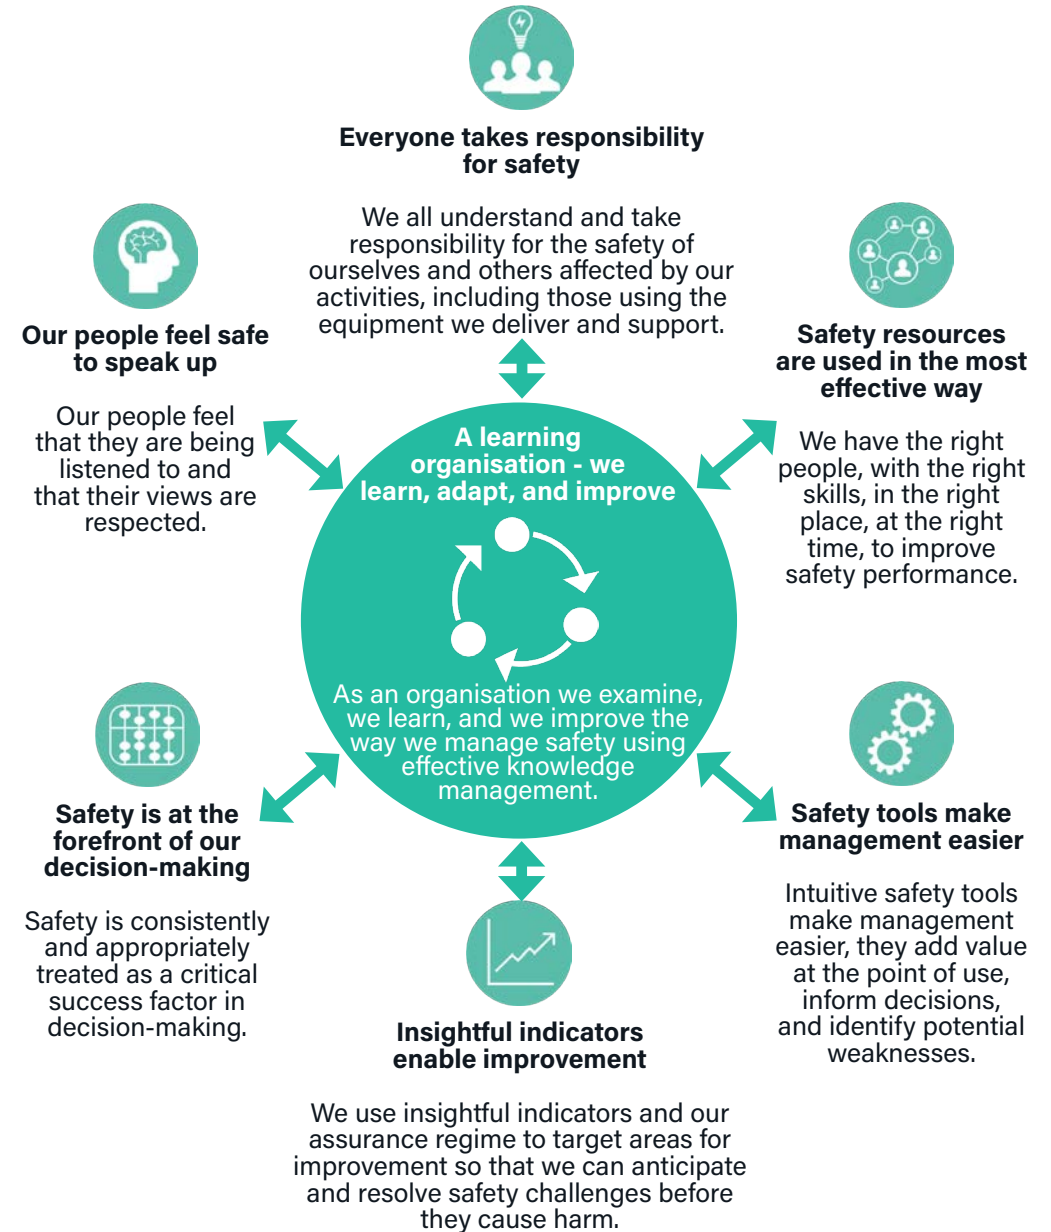 Everyone takes responsibility
for safety
We all understand and take
responsibility for the safety of
ourselves and others affected by our
activities, including those using the
equipment we deliver and support.
Our people feel safe
to speak up
Our people feel
that they are being
listened to and
that their views are
respected.
Safety resources
are used in the most
effective way
We have the right
people, with the right
skills, in the right
place, at the right
time, to improve
safety performance.
A learning
organisation - we
learn, adapt, and improve
As an organisation we examine,
we learn, and we improve the
way we manage safety using
effective knowledge
management.
Safety is at the
forefront of our
decision-making
Safety is consistently
and appropriately
treated as a critical
success factor in
decision-making.
Safety tools make
management easier
Intuitive safety tools
make management
easier, they add value
at the point of use,
inform decisions,
and identify potential
weaknesses.
Insightful indicators
enable improvement
We use insightful indicators and our
assurance regime to target areas for
improvement so that we can anticipate
and resolve safety challenges before
they cause harm.